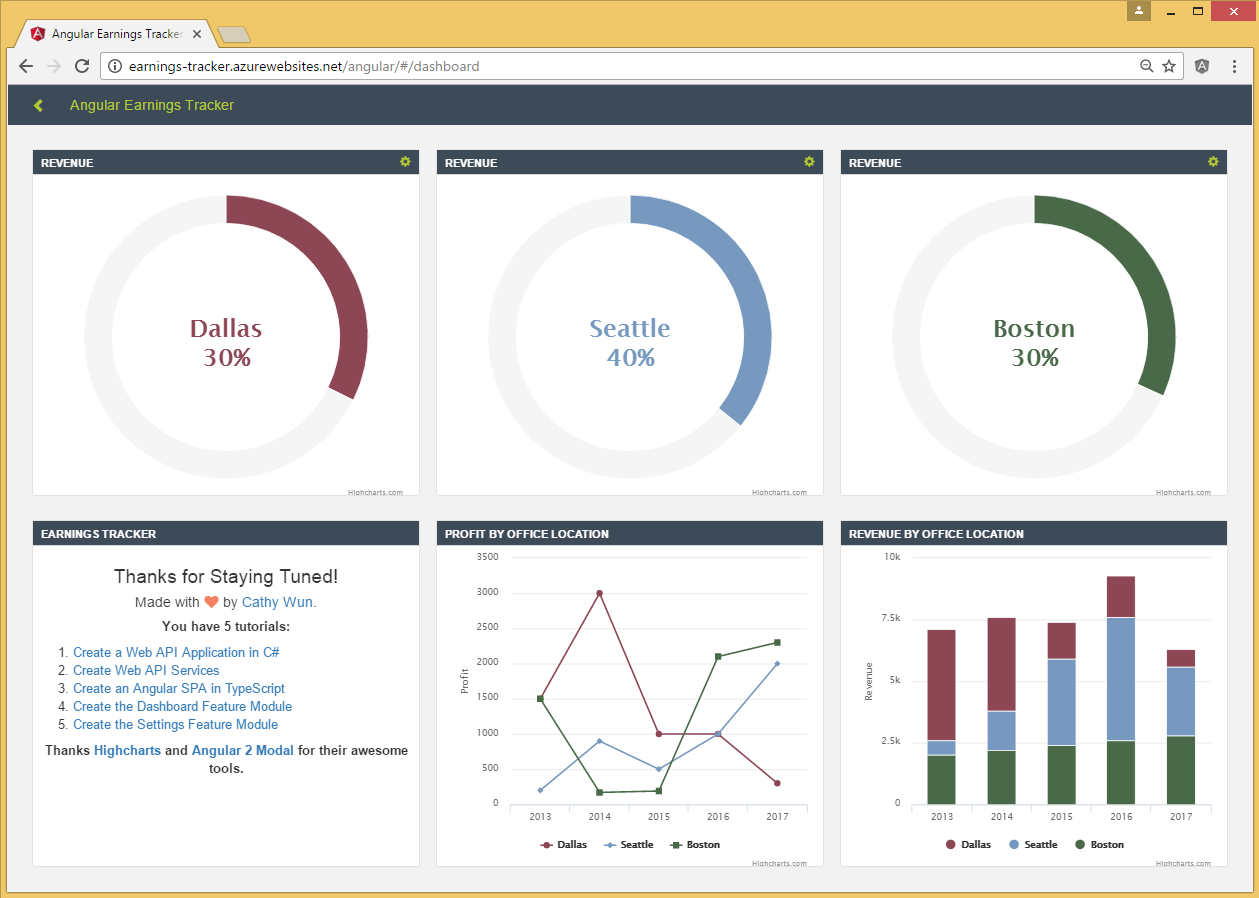 Angular Earnings Tracker
earnings-tracker.azurewebsites.net/angular/#/dashboard
Angular Earnings Tracker
REVENUE
Dallas
30%
Highcharts.com
REVENUE
Seattle
40%
Highcharts.com
REVENUE
Boston
30%
Highcharts.com
EARNINGS TRACKER
Thanks for Staying Tuned!
Made with by Cathy Wun.
You have 5 tutorials:
1. Create a Web API Application in C#
2. Create Web API Services
3. Create an Angular SPA in TypeScript
4. Create the Dashboard Feature Module
5. Create the Settings Feature Module
Thanks Highcharts and Angular 2 Modal for their awesome
tools.
PROFIT BY OFFICE LOCATION
Profit
3500
3000
2500
2000
1500
1000
500
0
2013 2014 2015 2016 2017
Dallas Seattle Boston
Highcharts.com
REVENUE BY OFFICE LOCATION
Revenue
10k
7.5k
5k
2.5k
0
2013 2014 2015 2016 2017
Dallas Seattle Boston
Highcharts.com